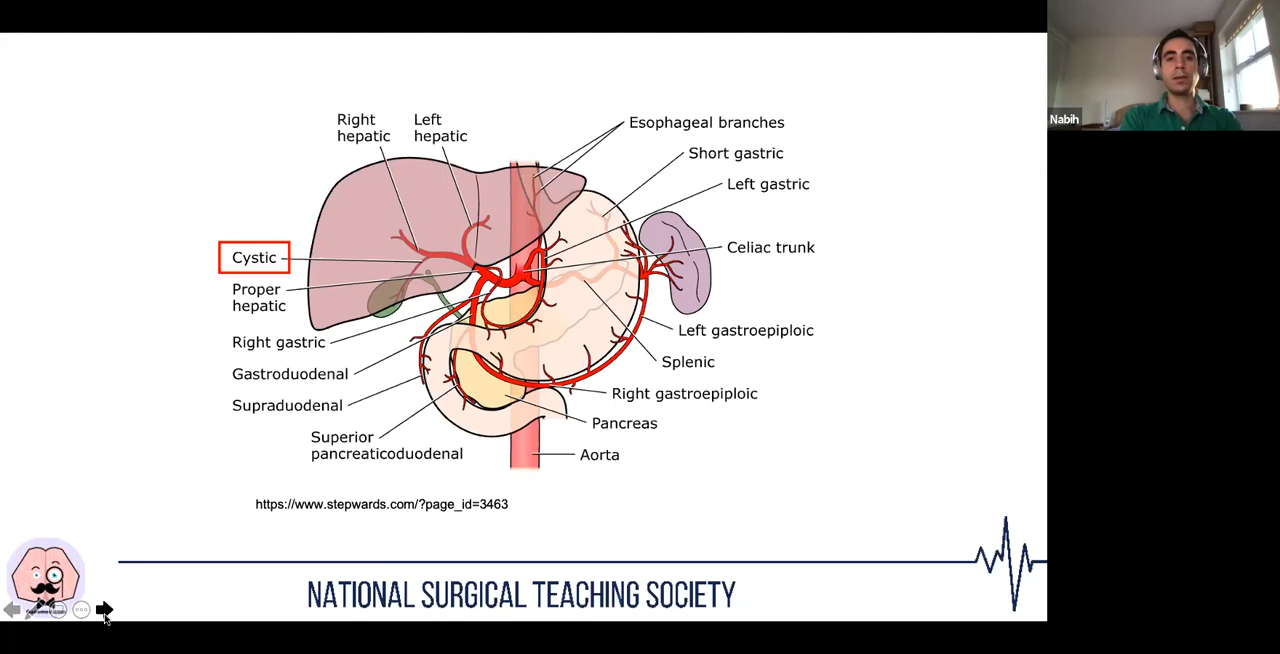 Nabih
Right
hepatic
Left
hepatic
Esophageal branches
Short gastric
Left gastric
Cystic
Celiac trunk
Proper
hepatic
Right gastric
Left gastroepiploic
Gastroduodenal
Splenic
Supraduodenal
Right gastroepiploic
Pancreas
Superior
pancreaticoduodenal
Aorta
https://www.stepwards.com/?page_id=3463
NATIONAL SURGICAL TEACHING SOCIETY